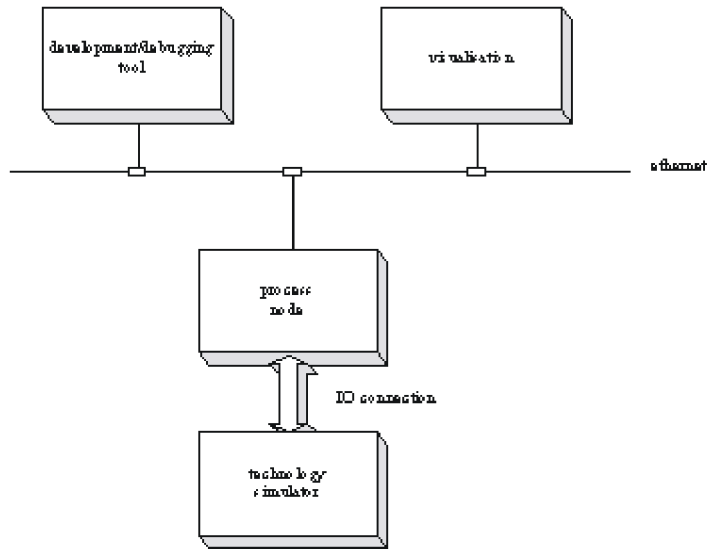 development/debugging
tool
visualisation
ethernet
process
node
IO connection
technology
simulator